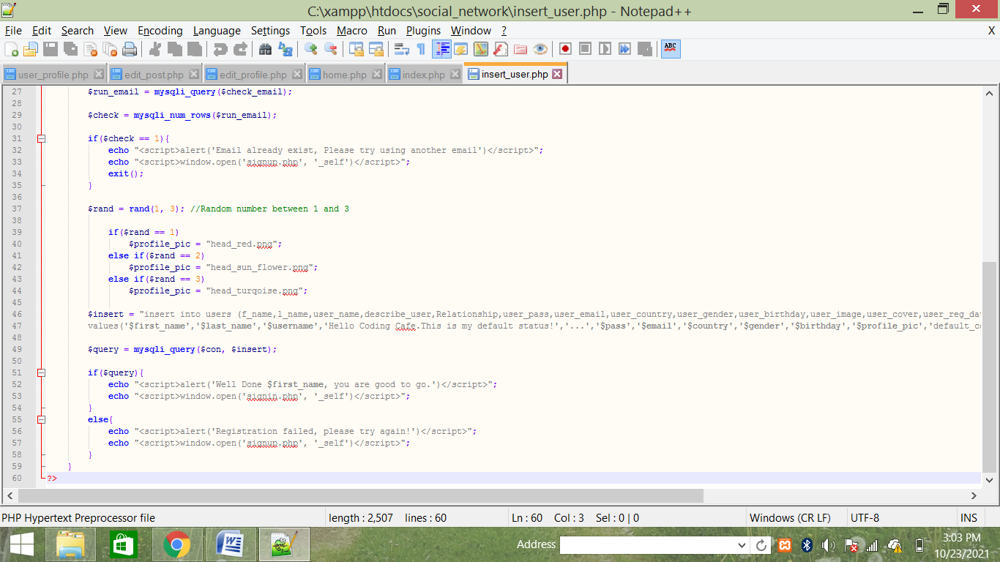 C:\xampp\htdocs\social_network\insert_user.php - Notepad++
File Edit Search View Encoding Language Settings Tools Macro Run Plugins Window ? X
ABC
user_profile.php edit_post.php edit_profile.php home.php index.php insert_user.php
27 $run_email = mysqli_query($check_email);
28
29 $check = mysqli_num_rows($run_email);
30
31 if($check == 1){
32 echo "<script>alert('Email already exist, Please try using another email')</script>";
33 echo "<script>window.open('signup.php', '_self')</script>";
34 exit();
35 }
36
37 $rand = rand(1, 3); //Random number between 1 and 3
38
39 if($rand == 1)
40 $profile_pic = "head_red.png";
41 else if($rand == 2)
42 $profile_pic = "head_sun_flower.png";
43 else if($rand == 3)
44 $profile_pic = "head_turqoise.png";
45
46 $insert = "insert into users (f_name,l_name,user_name,describe_user,Relationship,user_pass,user_email,user_country,user_gender,user_birthday,user_image,user_cover,user_reg_da
47 values('$first_name','$last_name','$username','Hello Coding Cafe.This is my default status!','...','$pass','$email','$country','$gender','$birthday','$profile_pic','default_co
48
49 $query = mysqli_query($con, $insert);
50
51 if($query){
52 echo "<script>alert('Well Done $first_name, you are good to go.')</script>";
53 echo "<script>window.open('signin.php', '_self')</script>";
54 }
55 else{
56 echo "<script>alert('Registration failed, please try again!')</script>";
57 echo "<script>window.open('signup.php', '_self')</script>";
58 }
59 }
60 ?>
PHP Hypertext Preprocessor file length : 2,507 lines : 60 Ln : 60 Col : 3 Sel : 0 | 0 Windows (CR LF) UTF-8 INS
Address 3:03 PM
10/23/2021